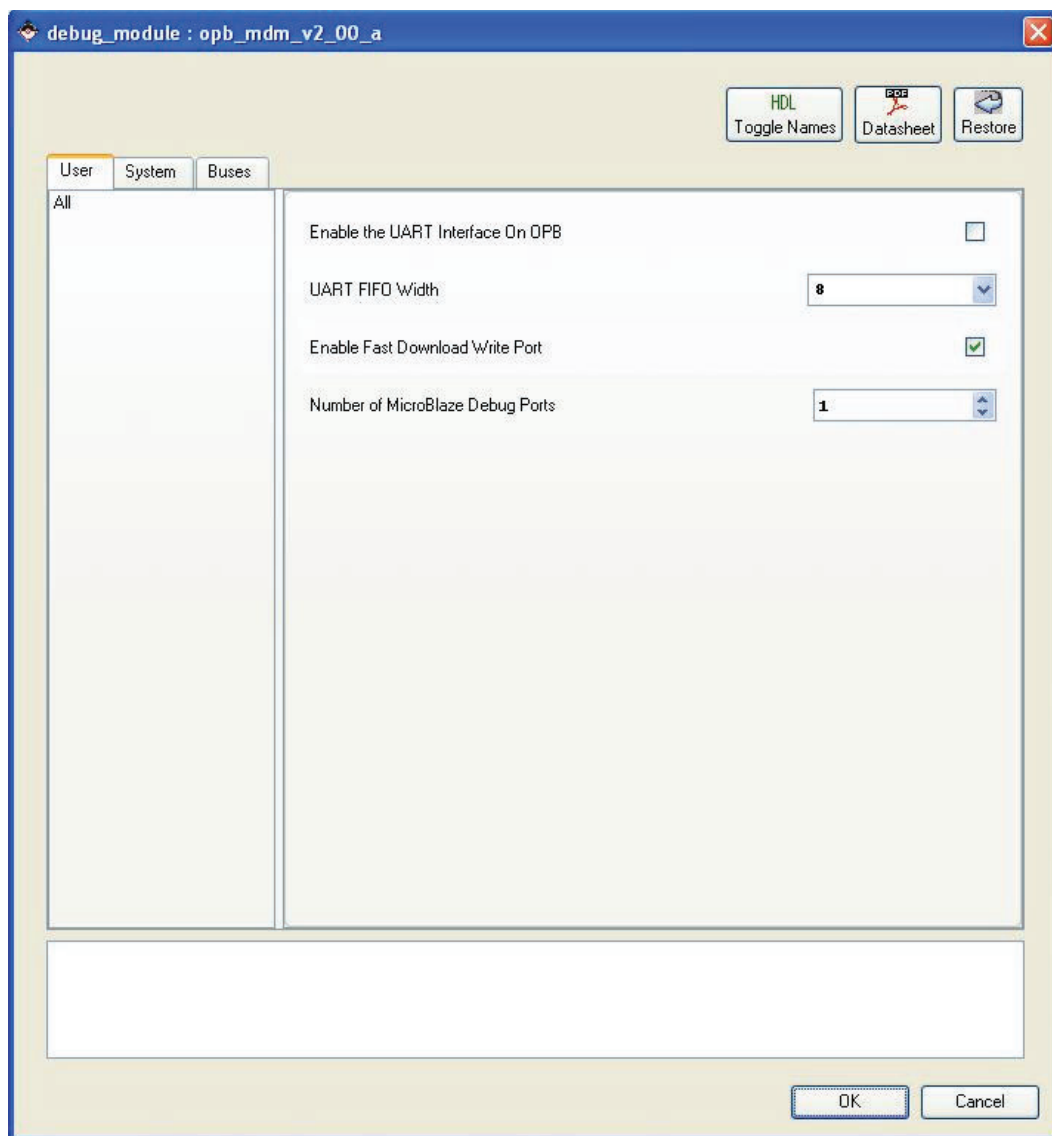 debug_module : opb_mdm_v2_00_a
HDL
Toggle Names
PDF
Datasheet
Restore
User
System
Buses
All
Enable the UART Interface On OPB
UART FIFO Width
8
Enable Fast Download Write Port
Number of MicroBlaze Debug Ports
1
OK
Cancel